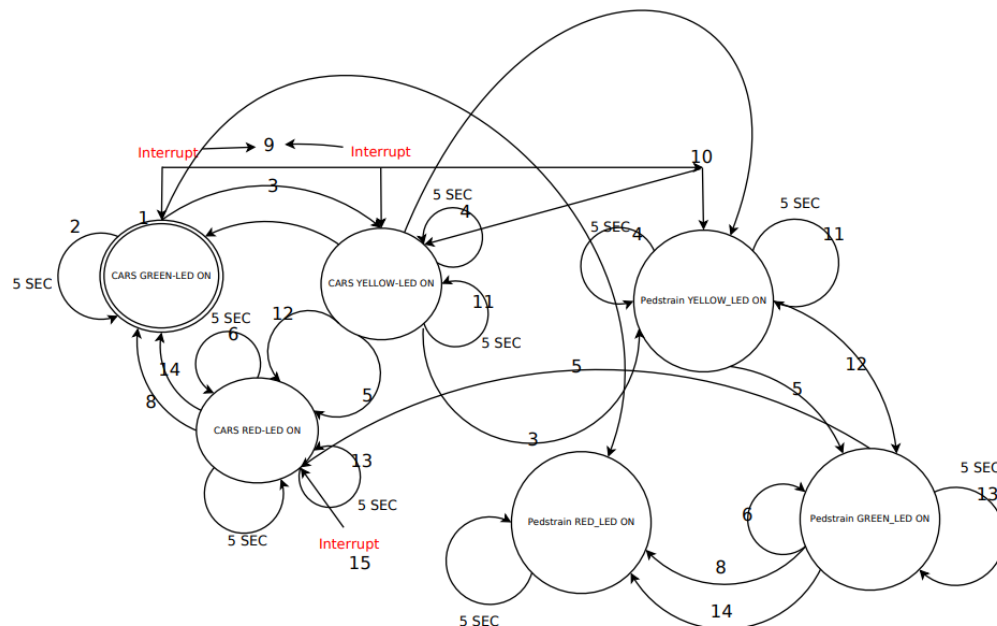 9
Interrupt
Interrupt
10
3
5 SEC
4
5 SEC
11
2
1
5 SEC
4
5 SEC
CARS GREEN-LED ON
CARS YELLOW-LED ON
Pedstrain YELLOW_LED ON
11
5 SEC
12
5 SEC
6
14
8
5
5
5
12
CARS RED-LED ON
3
13
5 SEC
5 SEC
Interrupt
15
5 SEC
13
6
Pedstrain RED_LED ON
Pedstrain GREEN_LED ON
8
14
5 SEC